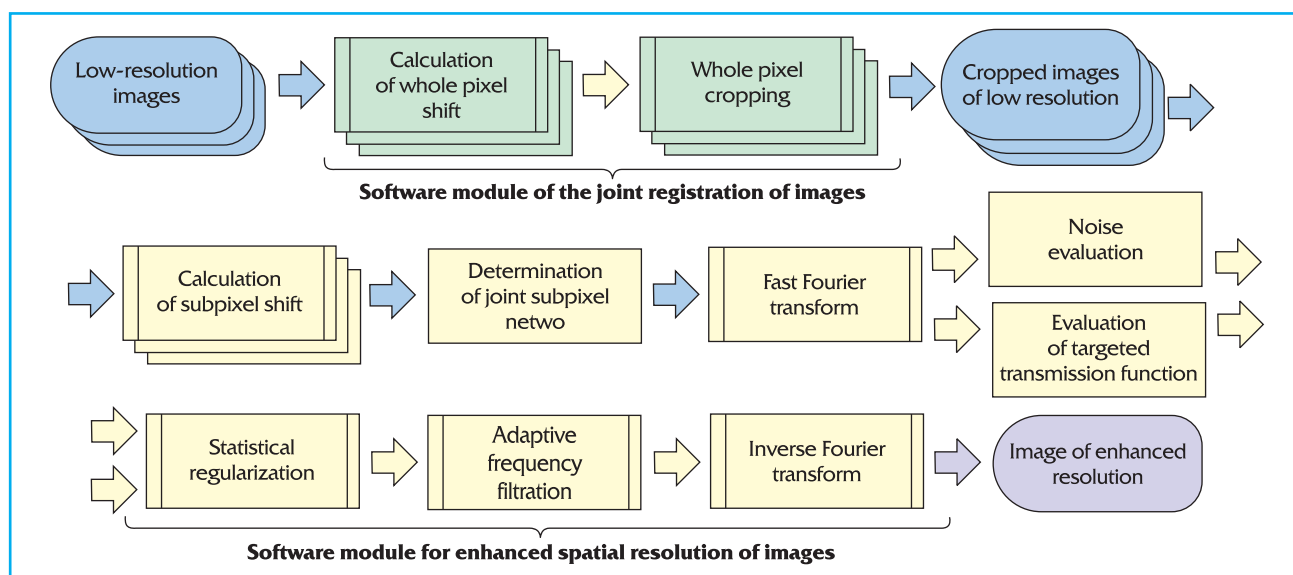 Low-resolution
images
Calculation
of whole pixel
shift
Whole pixel
cropping
Cropped images
of low resolution
Software module of the joint registration of images
Calculation
of subpixel shift
Determination
of joint subpixel
netwo
Fast Fourier
transform
Noise
evaluation
Evaluation
of targeted
transmission function
Statistical
regularization
Adaptive
frequency
filtration
Inverse Fourier
transform
Image of enhanced
resolution
Software module for enhanced spatial resolution of images